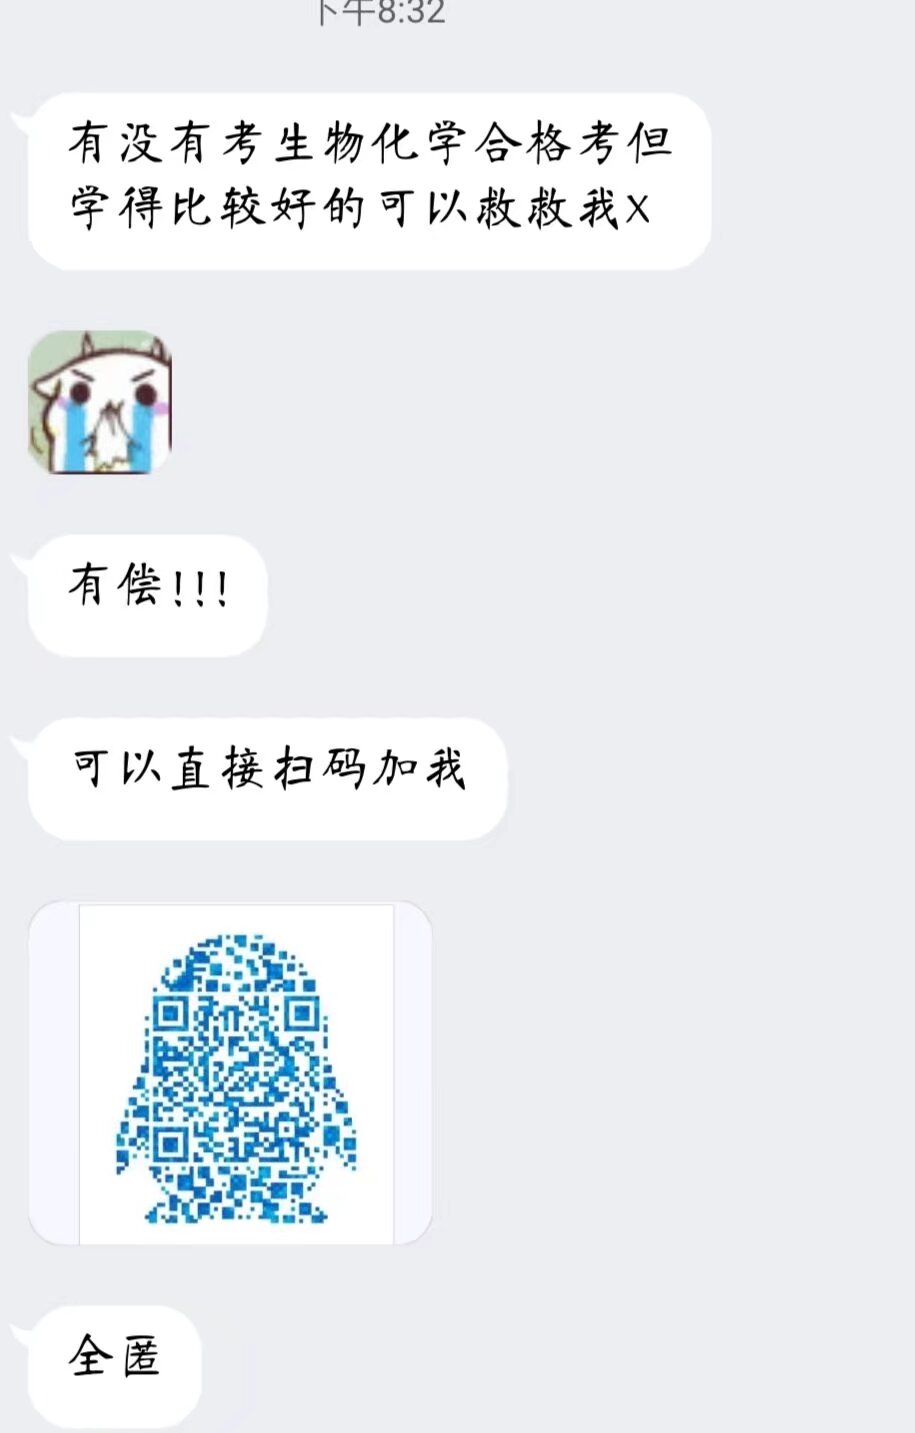 下午8:32
有没有考生物化学合格考但
学得比较好的可以救救我X
有偿!!!
可以直接扫码加我
全匿